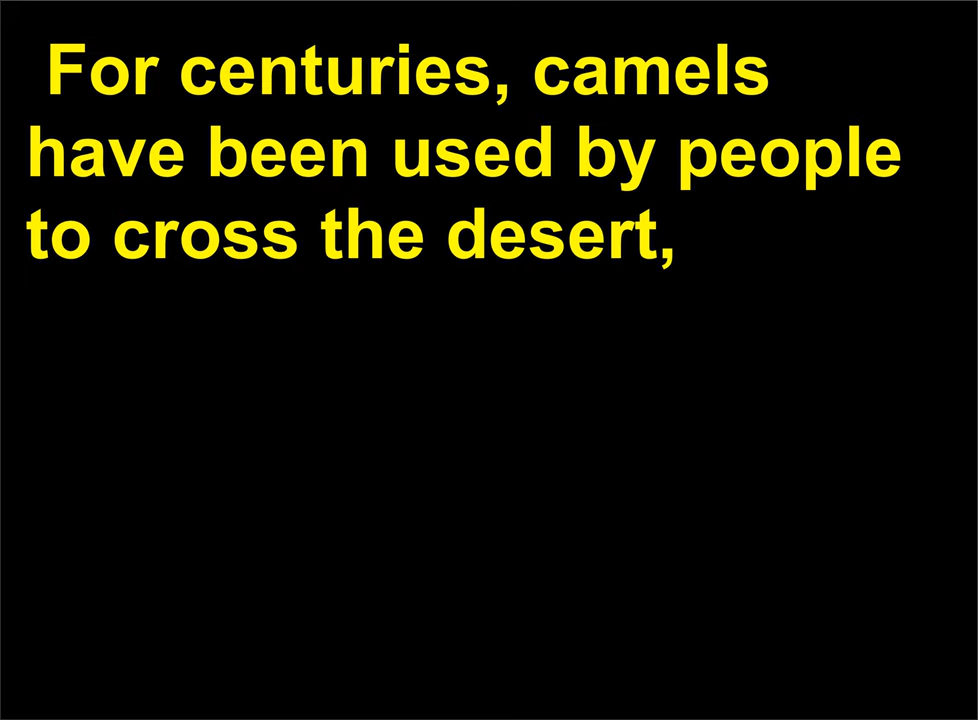 For centuries, camels
have been used by people
to cross the desert,